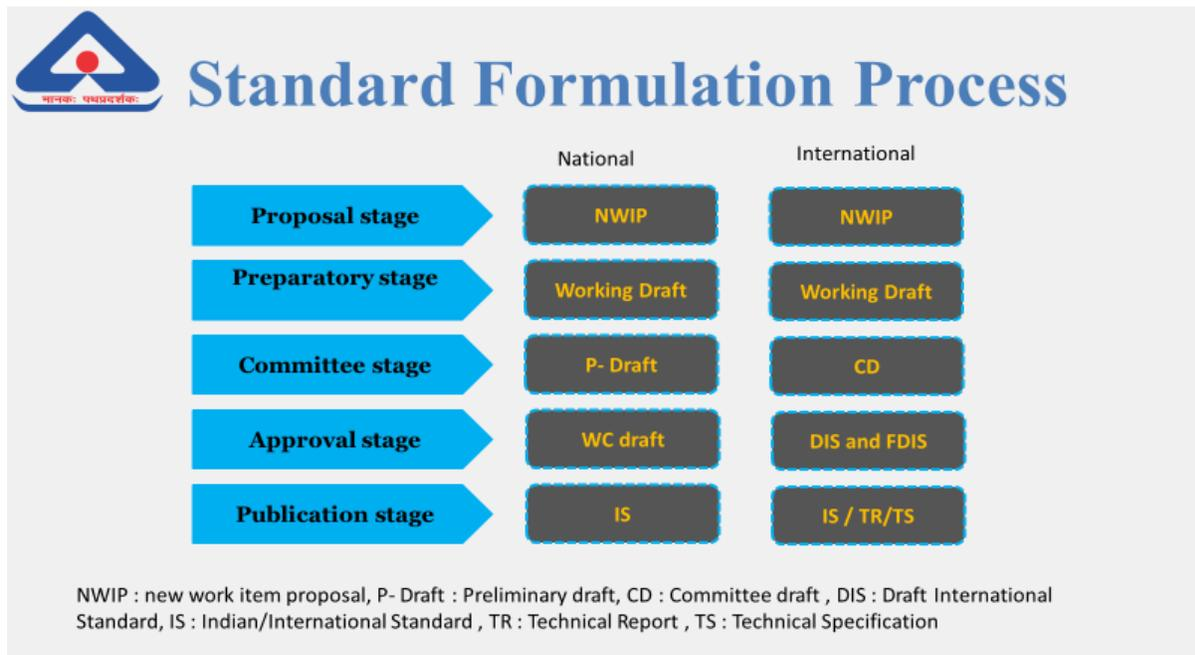 मानकः पथप्रदर्शकः
Standard Formulation Process
National
International
Proposal stage
NWIP
NWIP
Preparatory stage
Working Draft
Working Draft
Committee stage
P- Draft
CD
Approval stage
WC draft
DIS and FDIS
Publication stage
IS
IS / TR/TS
NWIP : new work item proposal, P- Draft : Preliminary draft, CD : Committee draft , DIS : Draft International
Standard, IS : Indian/International Standard , TR : Technical Report , TS : Technical Specification